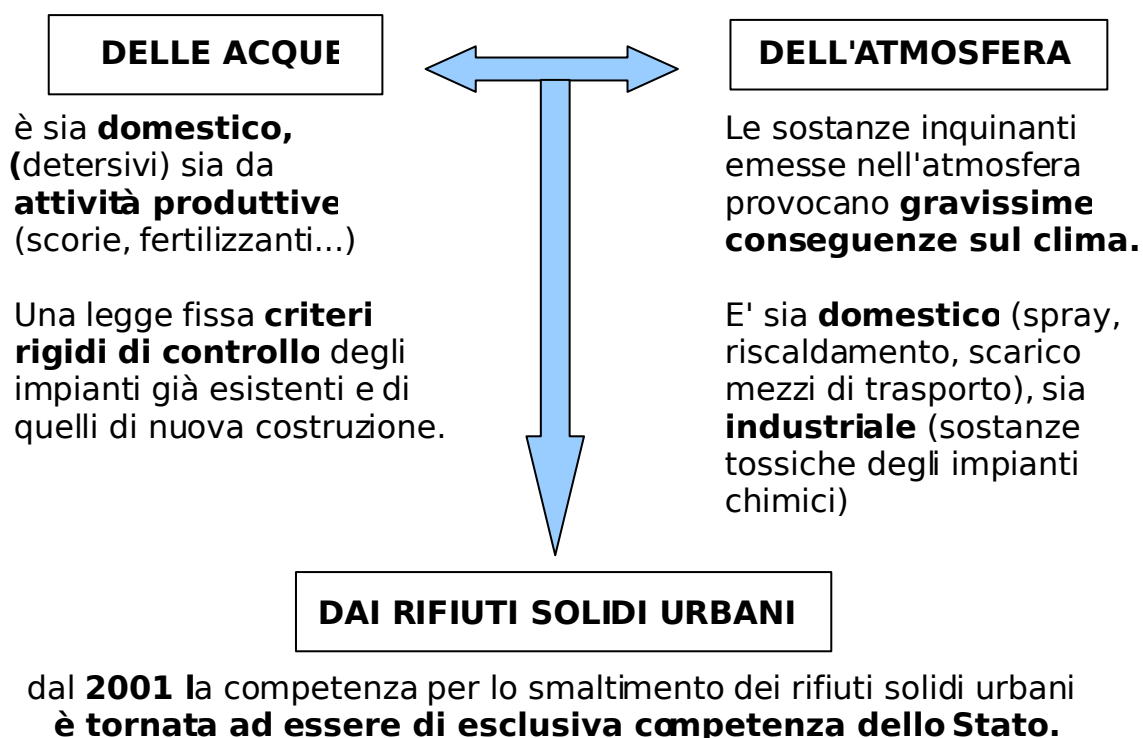 DELLE ACQUE
è sia domestico,
(detersivi) sia da
attività produttive
(scorie, fertilizzanti...)
Una legge fissa criteri
rigidi di controllo degli
impianti già esistenti e di
quelli di nuova costruzione.
DELL'ATMOSFERA
Le sostanze inquinanti
emesse nell'atmosfera
provocano gravissime
conseguenze sul clima.
E' sia domestico (spray,
riscaldamento, scarico
mezzi di trasporto), sia
industriale (sostanze
tossiche degli impianti
chimici)
DAI RIFIUTI SOLIDI URBANI
dal 2001 la competenza per lo smaltimento dei rifiuti solidi urbani
è tornata ad essere di esclusiva competenza dello Stato.